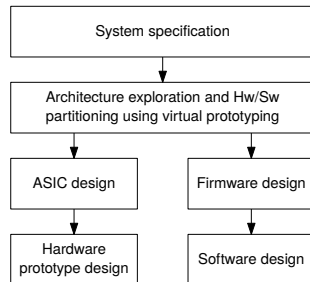 System specification
Architecture exploration and Hw/Sw
partitioning using virtual prototyping
ASIC design
Firmware design
Hardware
prototype design
Software design